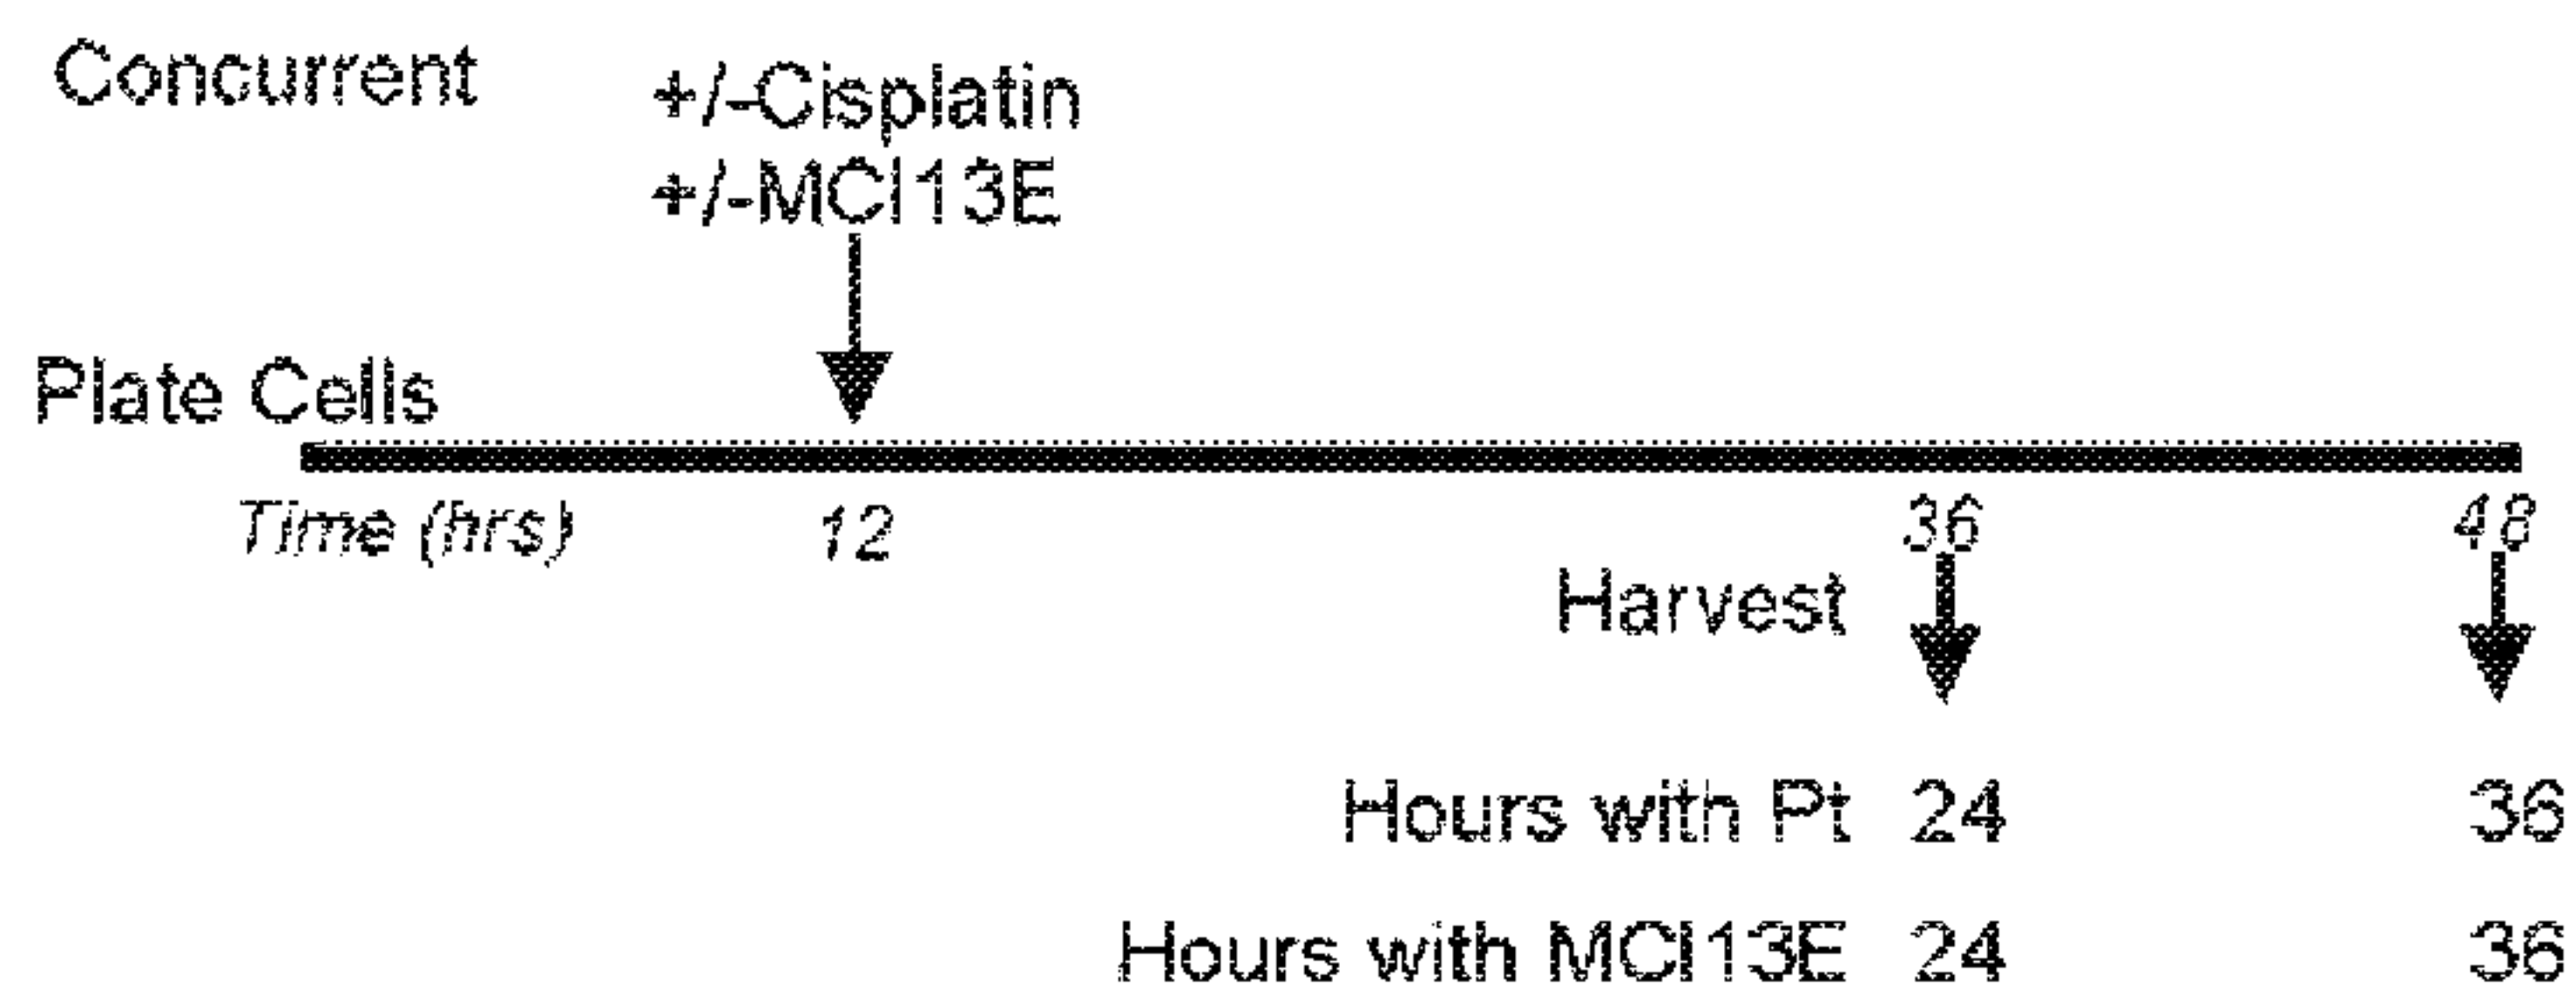 Concurrent
+/-Cisplatin
+/-MCI13E
Plate Cells
Time (hrs) 12 36 48
Harvest
Hours with Pt 24 36
Hours with MCI13E 24 36